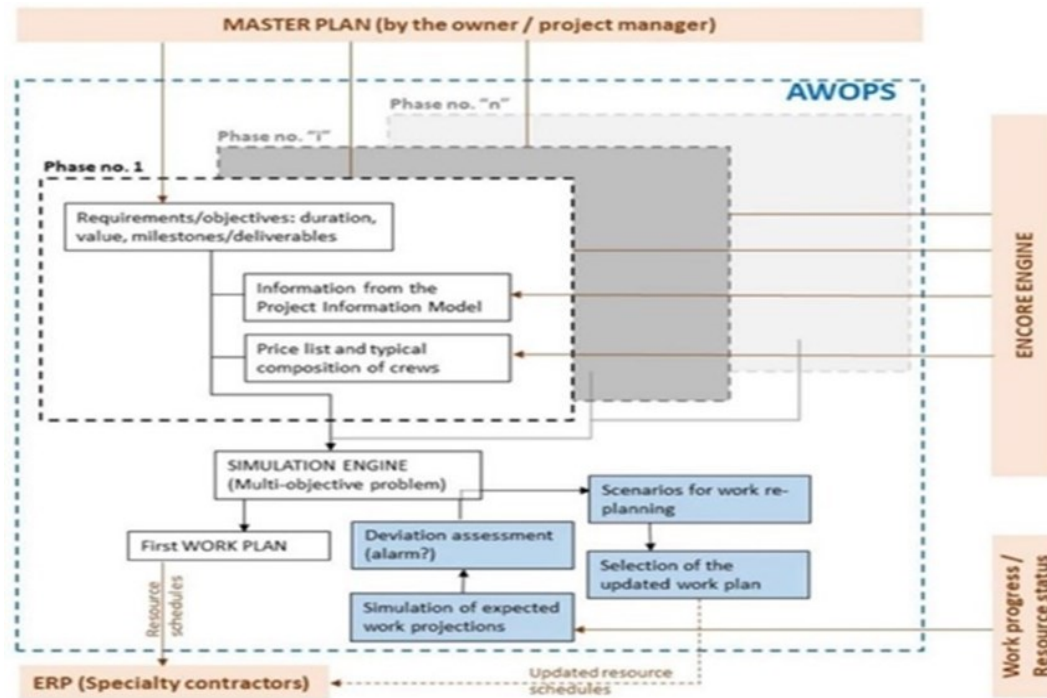 MASTER PLAN (by the owner / project manager)
AWOPS
Phase no. "n"
Phase no. "i"
Phase no. 1
Requirements/objectives: duration,
value, milestones/deliverables
Information from the
Project Information Model
Price list and typical
composition of crews
ENCORE ENGINE
SIMULATION ENGINE
(Multi-objective problem)
Scenarios for work re-
planning
First WORK PLAN
Deviation assessment
(alarm?)
Selection of the
updated work plan
Simulation of expected
work projections
Work progress /
Resource status
Resource
schedules
Updated resource
schedules
ERP (Specialty contractors)